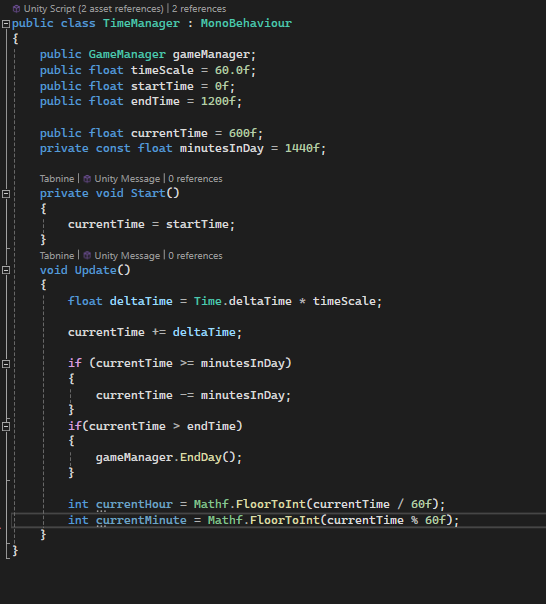 Unity Script (2 asset references) | 2 references
public class TimeManager : MonoBehaviour
{
    public GameManager gameManager;
    public float timeScale = 60.0f;
    public float startTime = 0f;
    public float endTime = 1200f;

    public float currentTime = 600f;
    private const float minutesInDay = 1440f;

    Tabnine | Unity Message | 0 references
    private void Start()
    {
        currentTime = startTime;
    }
    Tabnine | Unity Message | 0 references
    void Update()
    {
        float deltaTime = Time.deltaTime * timeScale;

        currentTime += deltaTime;

        if (currentTime >= minutesInDay)
        {
            currentTime -= minutesInDay;
        }
        if(currentTime > endTime)
        {
            gameManager.EndDay();
        }

        int currentHour = Mathf.FloorToInt(currentTime / 60f);
        int currentMinute = Mathf.FloorToInt(currentTime % 60f);
    }
}